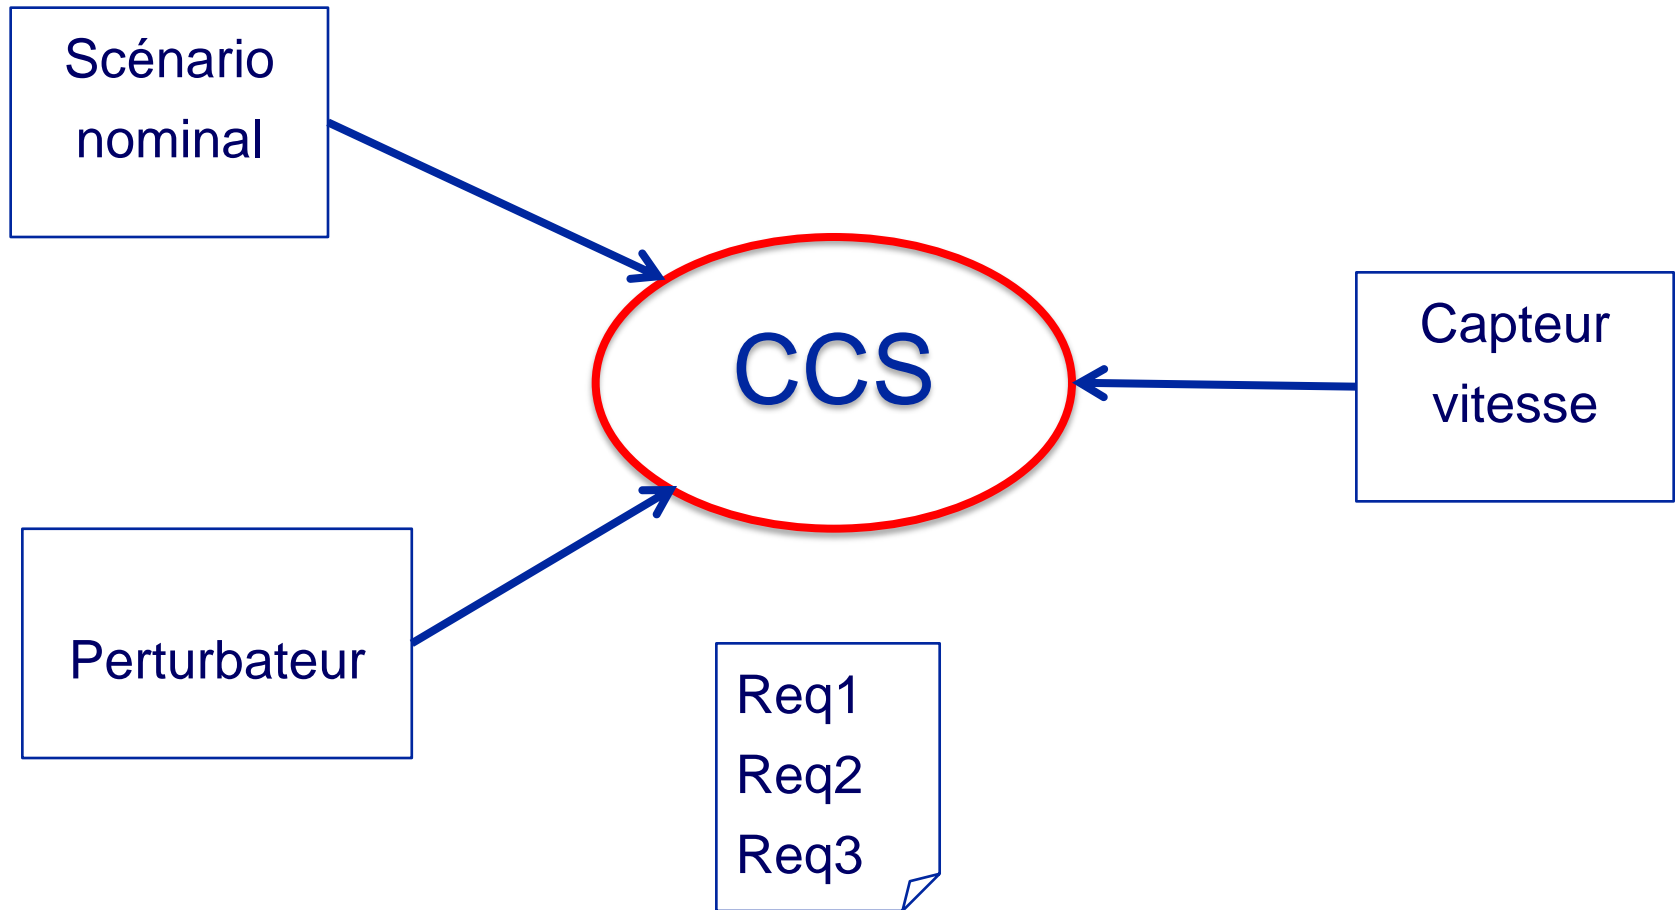 Scénario
nominal
CCS
Capteur
vitesse
Perturbateur
Req1
Req2
Req3